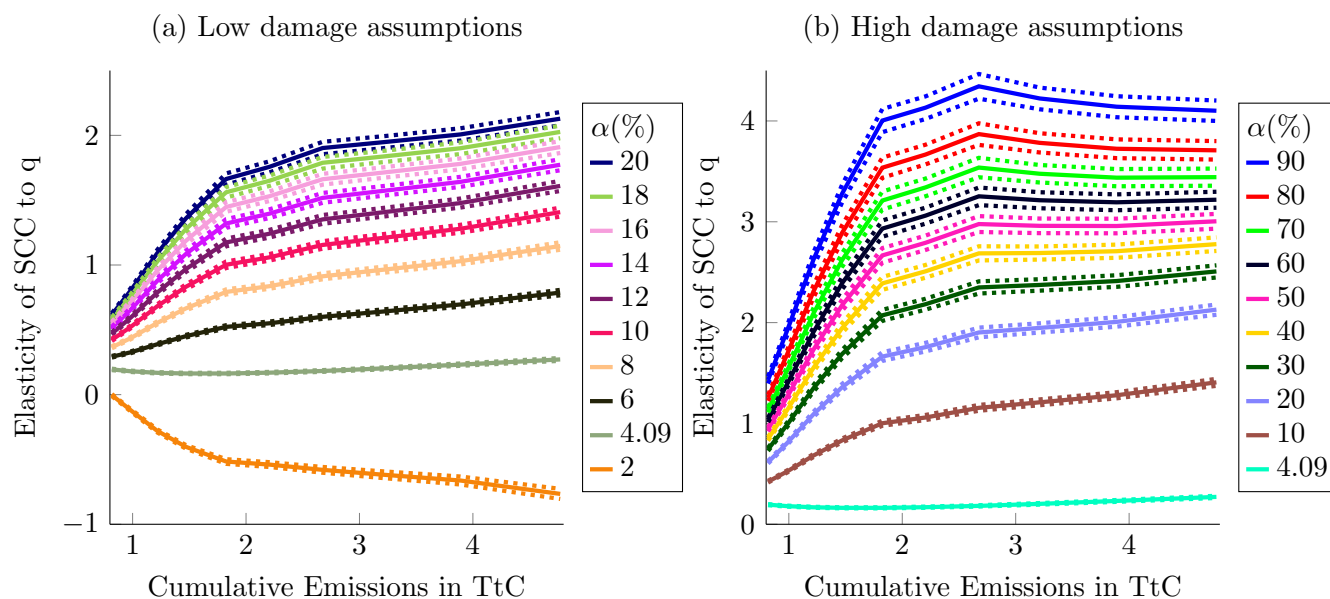 (a) Low damage assumptions
Elasticity of SCC to q
2
1
0
−1
1 2 3 4
Cumulative Emissions in TtC
α(%)
20
18
16
14
12
10
8
6
4.09
2
(b) High damage assumptions
Elasticity of SCC to q
4
3
2
1
0
1 2 3 4
Cumulative Emissions in TtC
α(%)
90
80
70
60
50
40
30
20
10
4.09